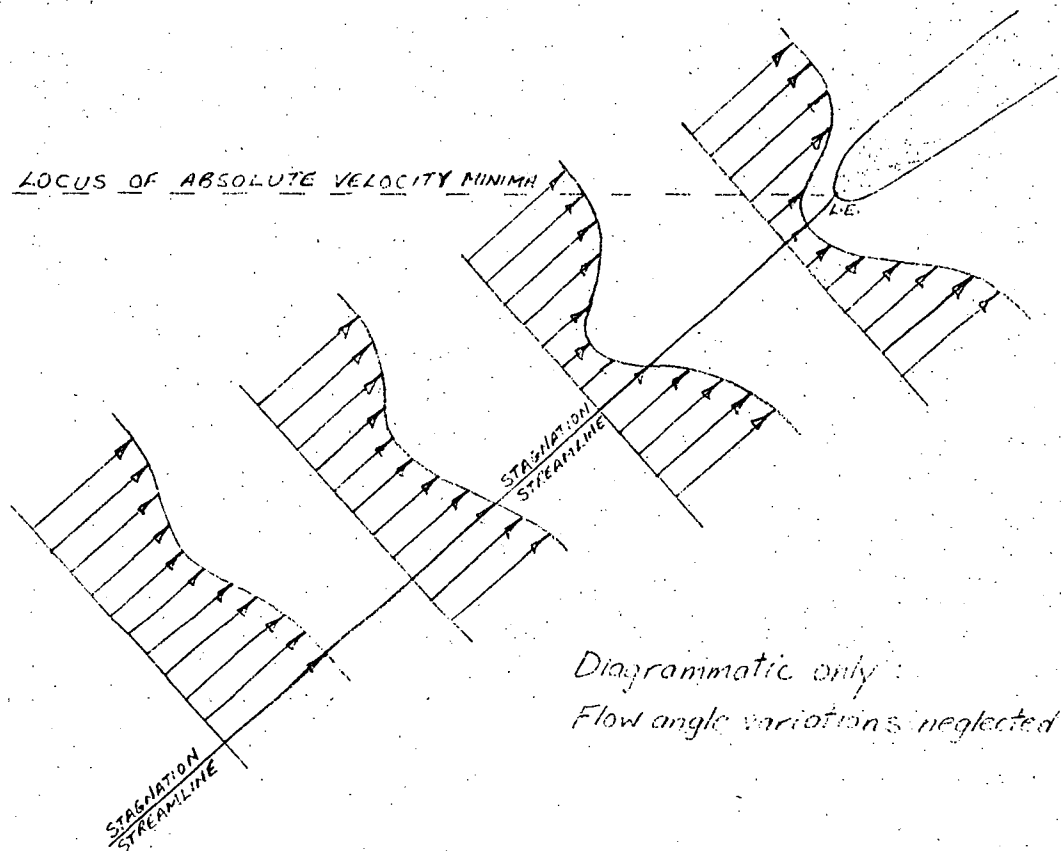 LOCUS OF ABSOLUTE VELOCITY MINIMA
L.E.
STAGNATION
STREAMLINE
Diagrammatic only
Flow angle variations neglected
STAGNATION
STREAMLINE